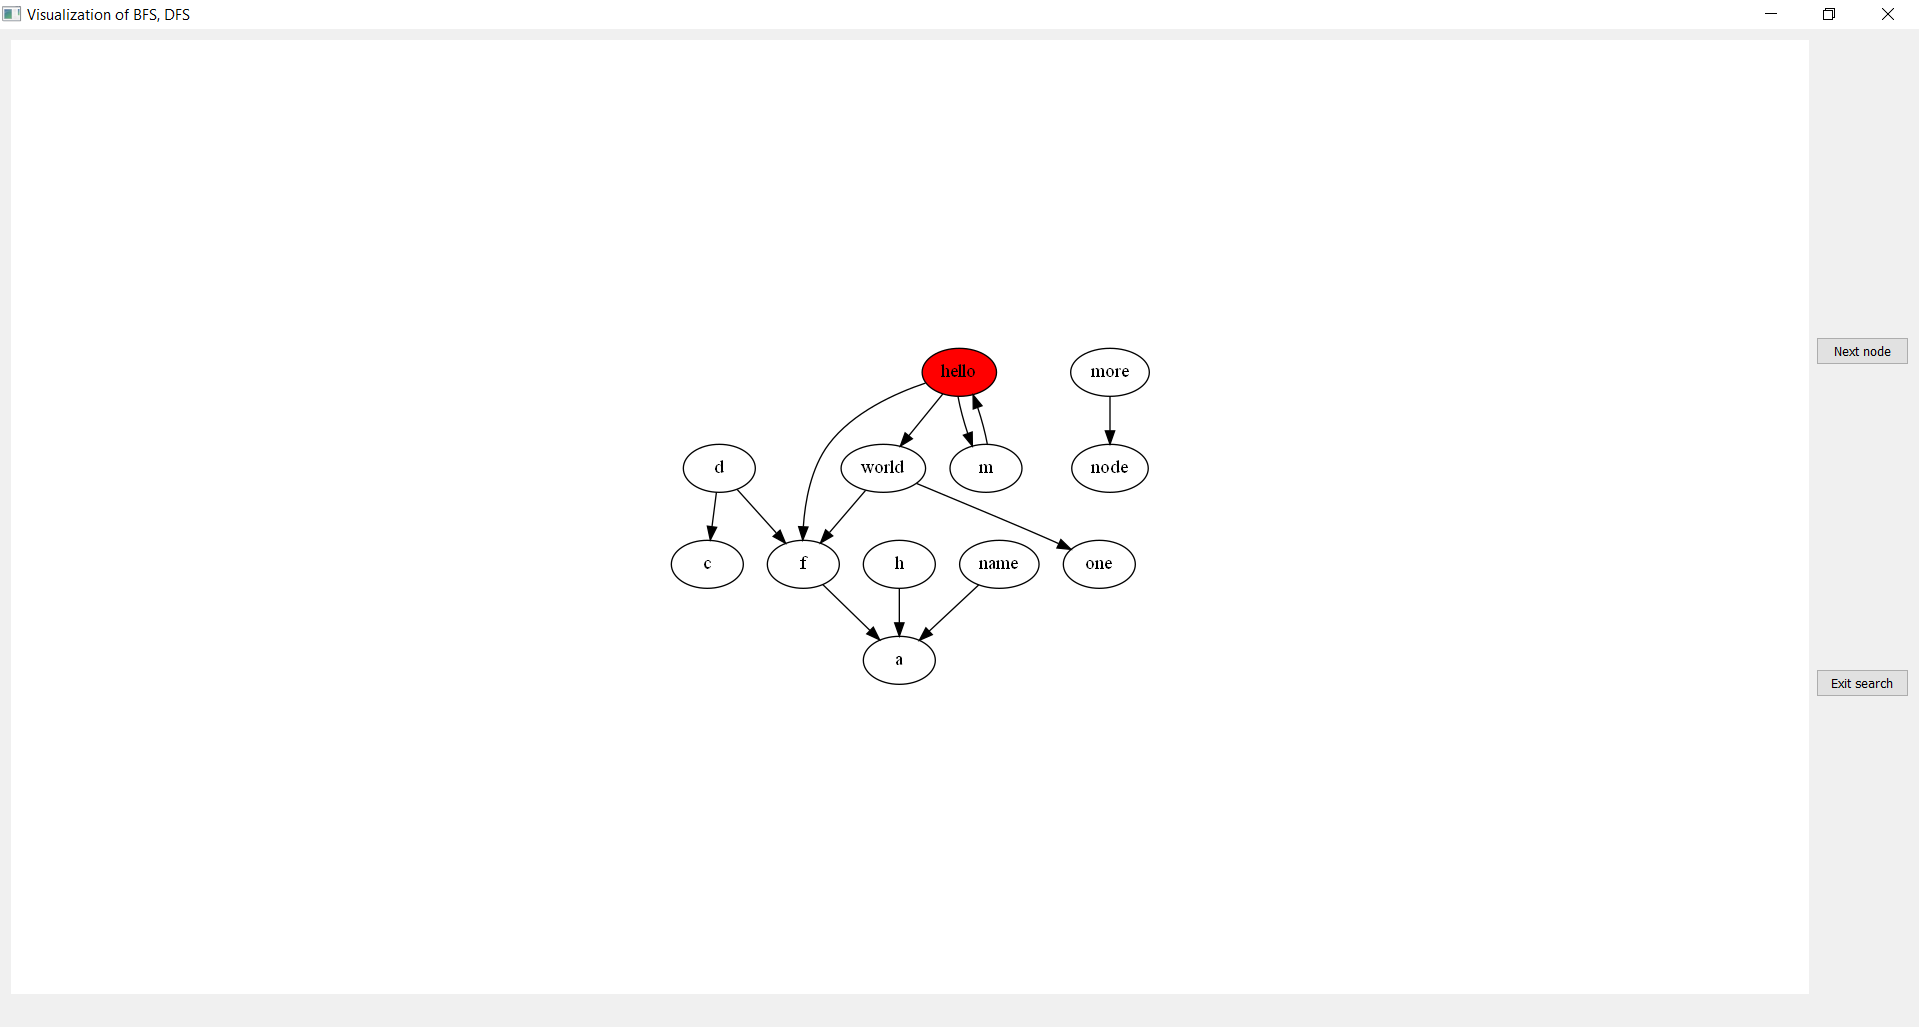 Visualization of BFS, DFS
hello
more
Next node
d
world
m
node
c
f
h
name
one
a
Exit search